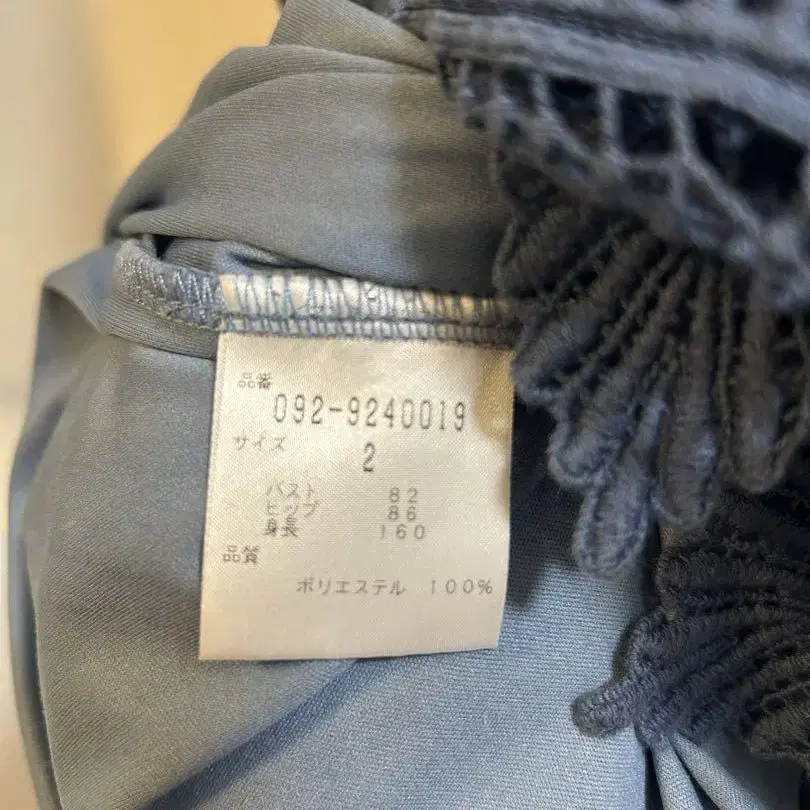 品番
092-9240019
サイズ
2
バスト 82
ヒップ 86
身長 160
品質
ポリエステル 100%